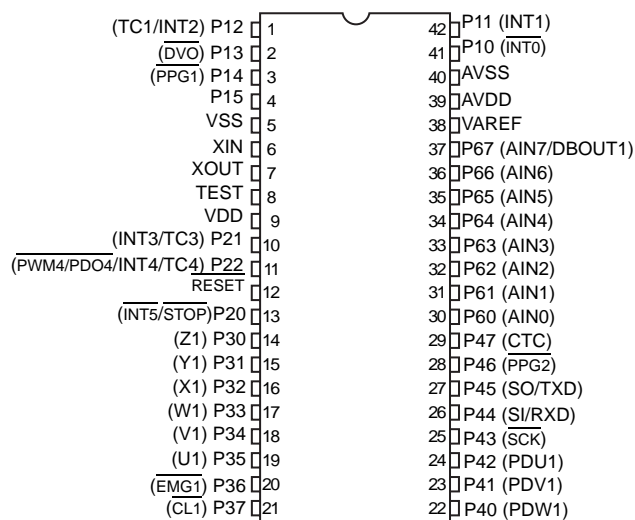 (TC1/INT2) P12 1 42 P11 (INT1)
(DVO) P13 2 41 P10 (INT0)
(PPG1) P14 3 40 AVSS
P15 4 39 AVDD
VSS 5 38 VAREF
XIN 6 37 P67 (AIN7/DBOUT1)
XOUT 7 36 P66 (AIN6)
TEST 8 35 P65 (AIN5)
VDD 9 34 P64 (AIN4)
(INT3/TC3) P21 10 33 P63 (AIN3)
(PWM4/PDO4/INT4/TC4) P22 11 32 P62 (AIN2)
RESET 12 31 P61 (AIN1)
(INT5/STOP)P20 13 30 P60 (AIN0)
(Z1) P30 14 29 P47 (CTC)
(Y1) P31 15 28 P46 (PPG2)
(X1) P32 16 27 P45 (SO/TXD)
(W1) P33 17 26 P44 (SI/RXD)
(V1) P34 18 25 P43 (SCK)
(U1) P35 19 24 P42 (PDU1)
(EMG1) P36 20 23 P41 (PDV1)
(CL1) P37 21 22 P40 (PDW1)